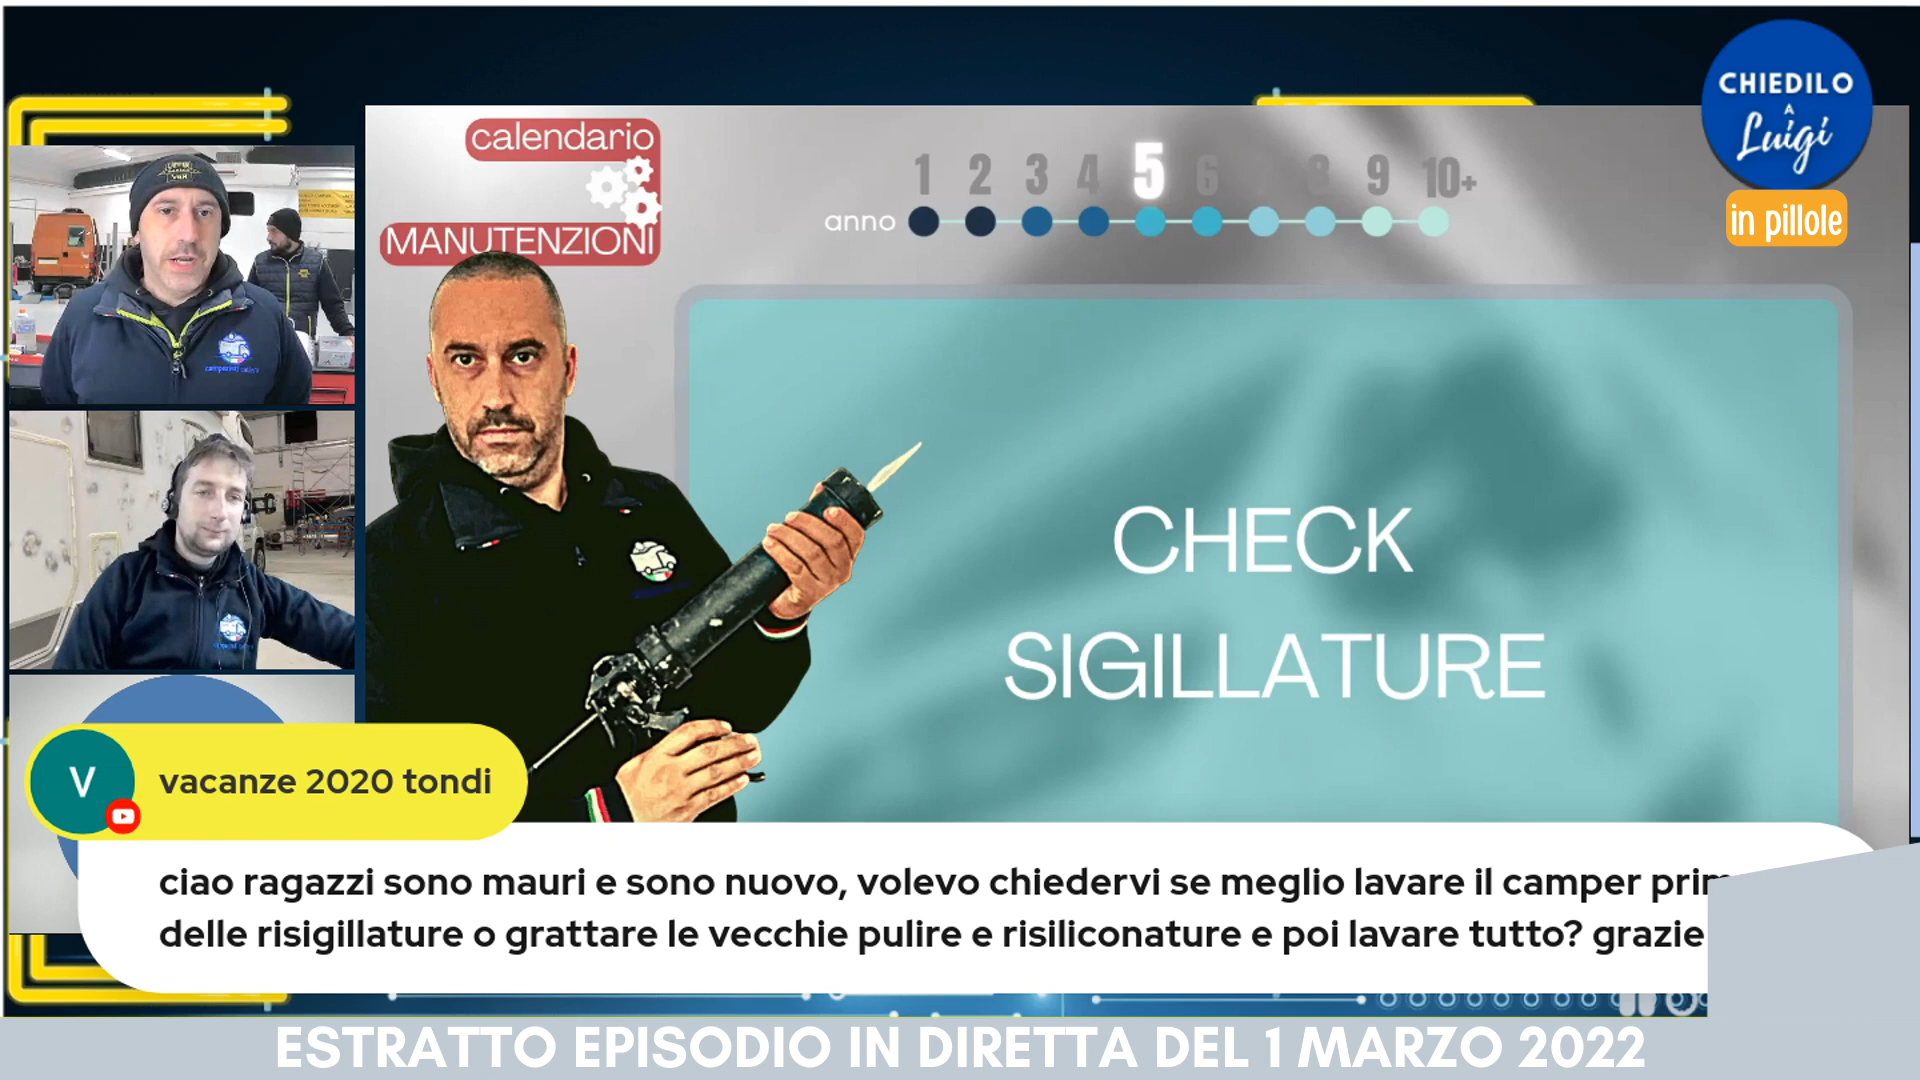 CHIEDILO
A
Luigi
in pillole
calendario
MANUTENZIONI
1 2 3 4 5 6 8 9 10+
anno
CHECK
SIGILLATURE
V
vacanze 2020 tondi
ciao ragazzi sono mauri e sono nuovo, volevo chiedervi se meglio lavare il camper
delle risigillature o grattare le vecchie pulire e risiliconature e poi lavare tutto? grazie
ESTRATTO EPISODIO IN DIRETTA DEL 1 MARZO 2022